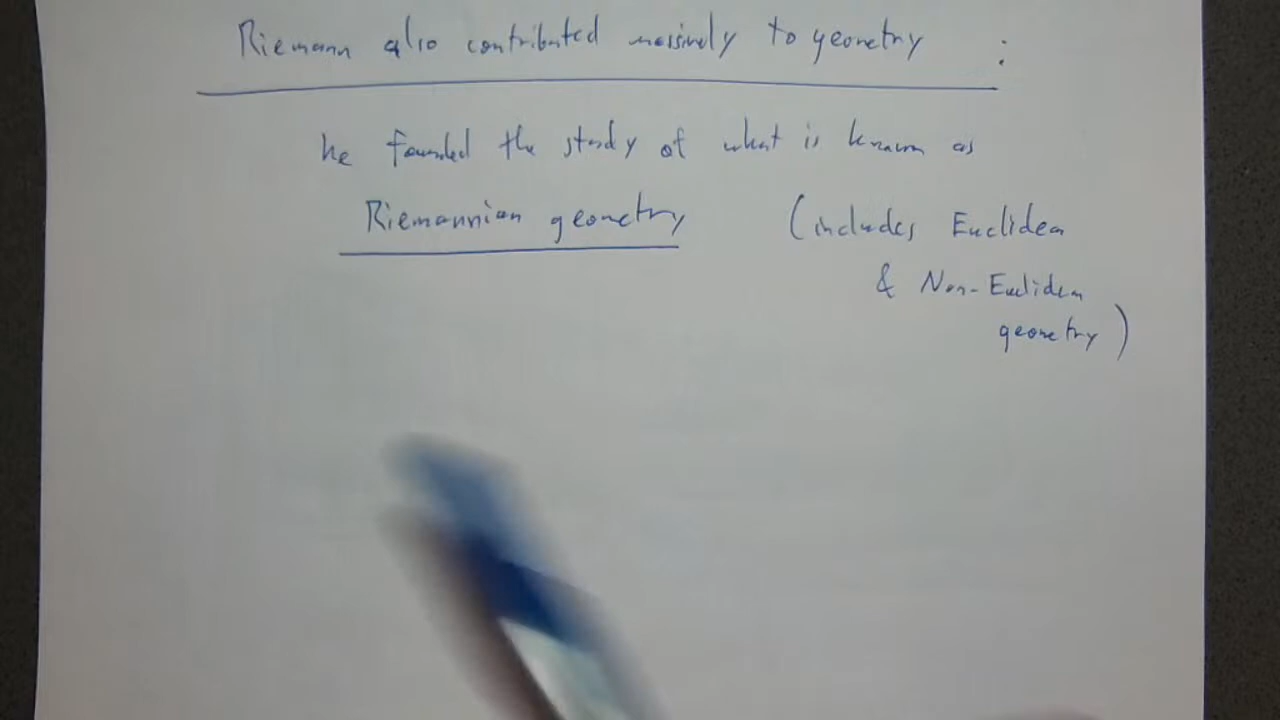 Riemann also contributed massively to geometry :
he founded the study of what is known as
Riemannian geometry (includes Euclidean
& Non-Euclidean
geometry)